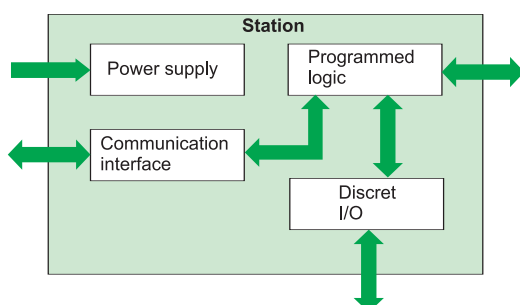 Station
Power supply
Programmed
logic
Communication
interface
Discret
I/O